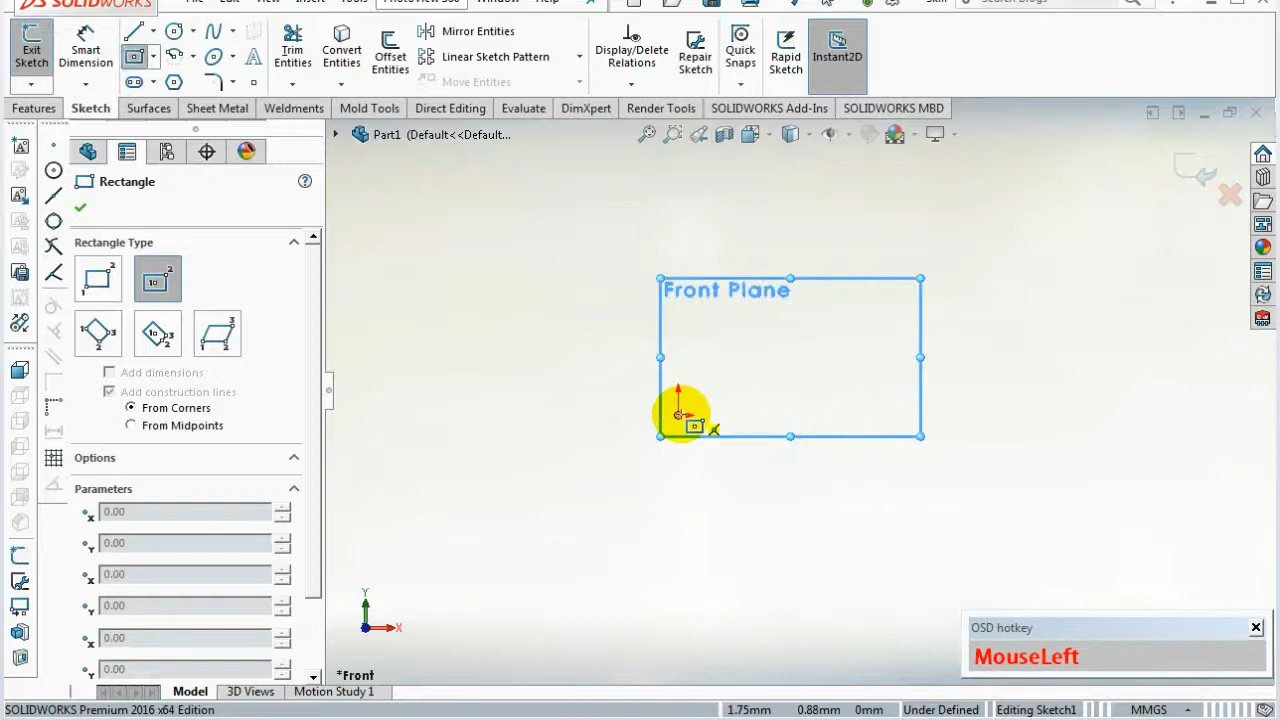 SOLIDWORKS
Exit Sketch
Smart Dimension
Trim Entities
Convert Entities
Offset Entities
Mirror Entities
Linear Sketch Pattern
Move Entities
Display/Delete Relations
Repair Sketch
Quick Snaps
Rapid Sketch
Instant2D
Features
Sketch
Surfaces
Sheet Metal
Weldments
Mold Tools
Direct Editing
Evaluate
DimXpert
Render Tools
SOLIDWORKS Add-Ins
SOLIDWORKS MBD
Part1 (Default<<Default...
Rectangle
Rectangle Type
Add dimensions
Add construction lines
From Corners
From Midpoints
Options
Parameters
0.00
0.00
0.00
0.00
0.00
0.00
Front Plane
Y
X
*Front
OSD hotkey
MouseLeft
Model
3D Views
Motion Study 1
SOLIDWORKS Premium 2016 x64 Edition
1.75mm
0.88mm
0mm
Under Defined
Editing Sketch1
MMGS